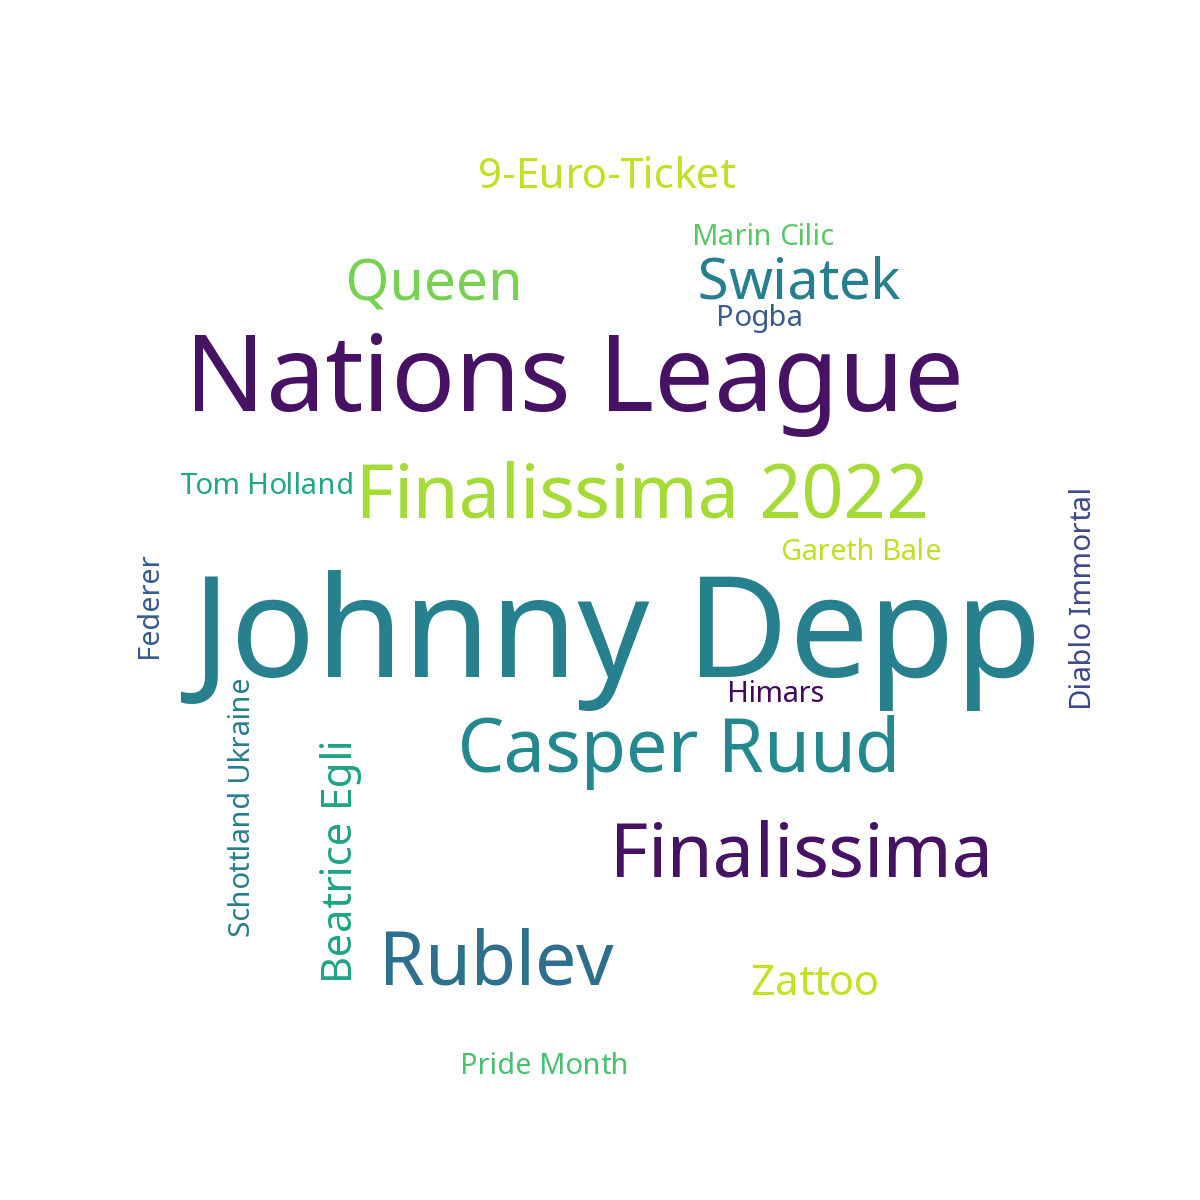 9-Euro-Ticket
Marin Cilic
Queen
Swiatek
Pogba
Nations League
Tom Holland
Finalissima 2022
Gareth Bale
Diablo Immortal
Federer
Johnny Depp
Himars
Schottland Ukraine
Beatrice Egli
Casper Ruud
Finalissima
Rublev
Zattoo
Pride Month